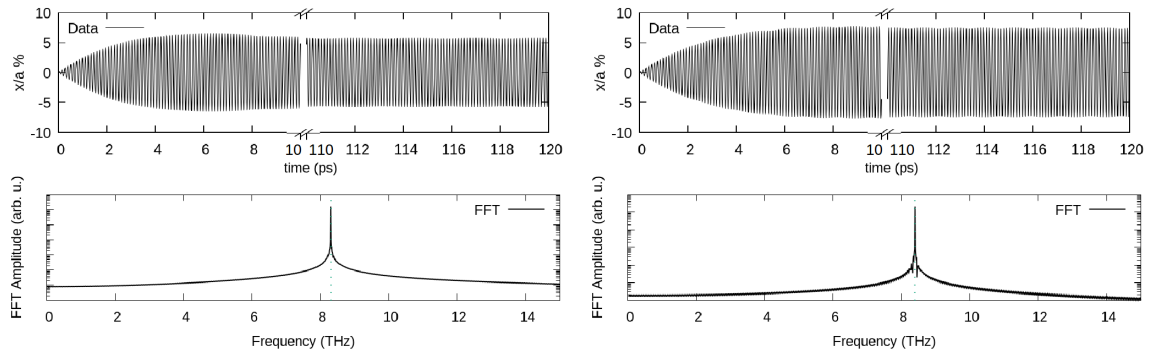 10
5
0
-5
-10
x/a %
Data
0 2 4 6 8 10 110 112 114 116 118 120
time (ps)
10
5
0
-5
-10
x/a %
Data
0 2 4 6 8 10 110 112 114 116 118 120
time (ps)
FFT Amplitude (arb. u.)
FFT
0 2 4 6 8 10 12 14
Frequency (THz)
FFT Amplitude (arb. u.)
FFT
0 2 4 6 8 10 12 14
Frequency (THz)